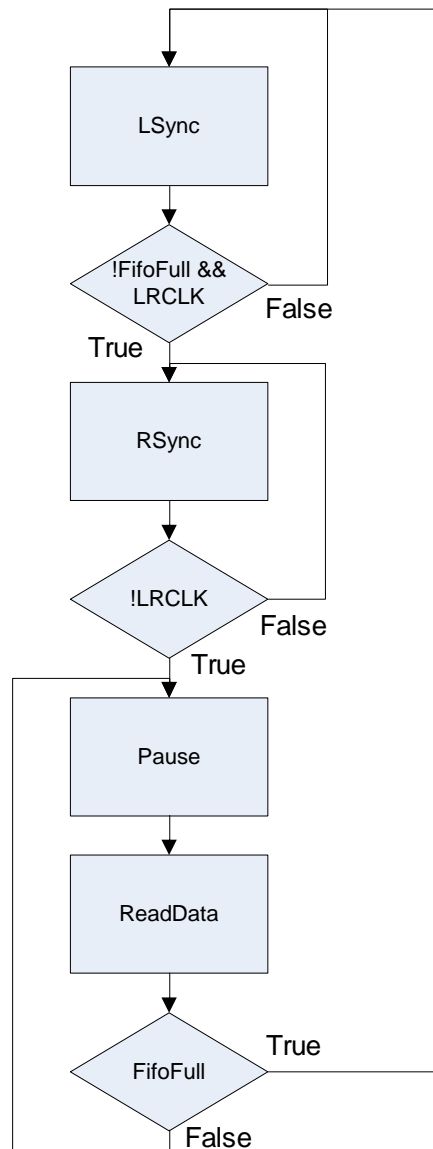 LSync
!FifoFull &&
LRCLK
False
True
RSync
!LRCLK
False
True
Pause
ReadData
True
FifoFull
False